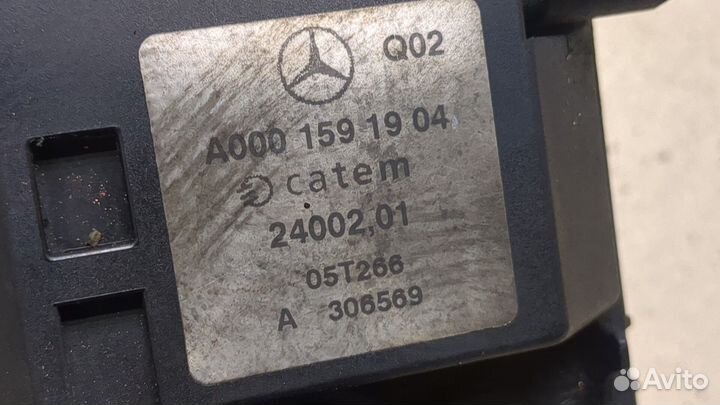 Q02
A000 159 19 04
catem
24002,01
05T266
A 306569
Avito